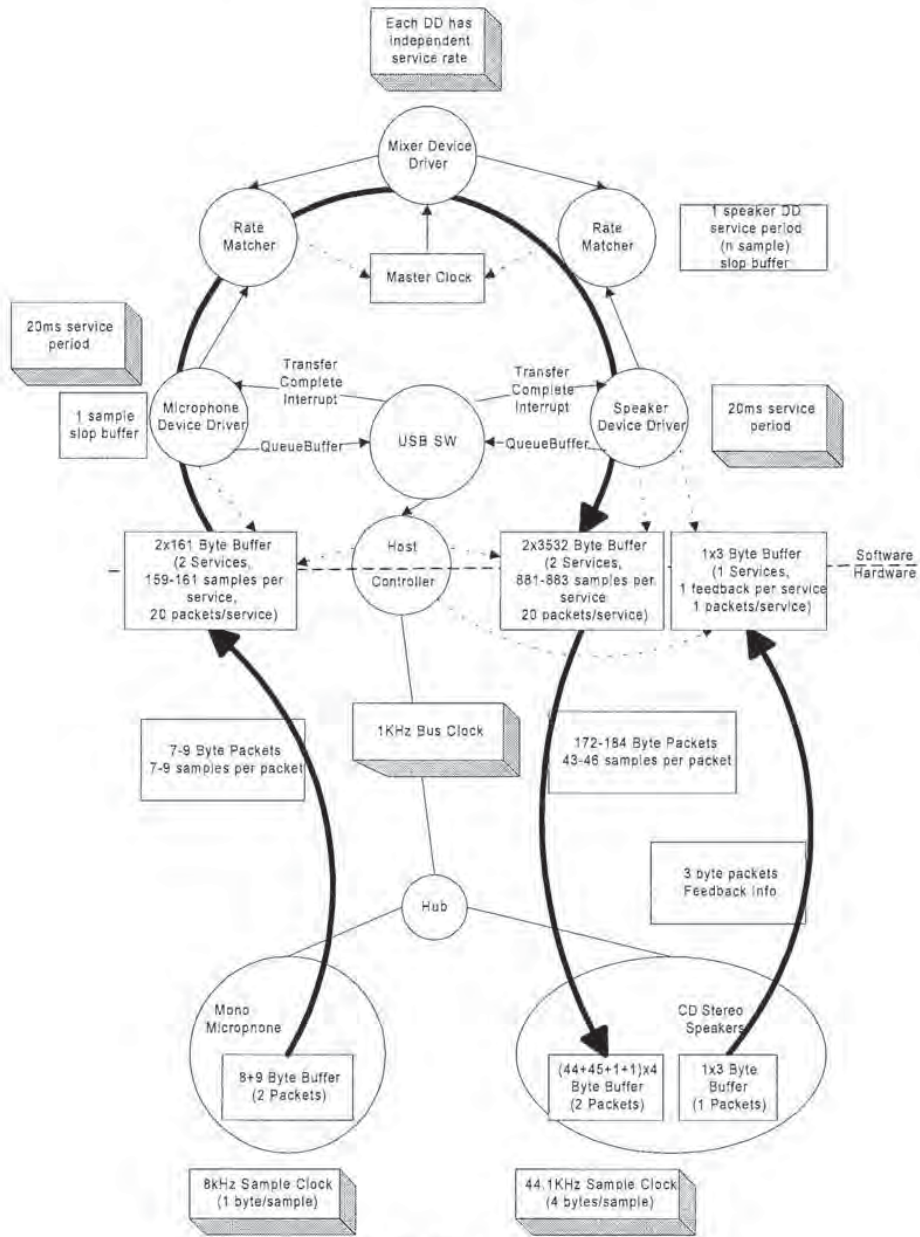 Each DD has
independent
service rate
Mixer Device
Driver
Rate
Matcher
Rate
Matcher
1 speaker DD
service period
(n sample)
slop buffer
Master Clock
20ms service
period
Transfer
Complete
Interrupt
Transfer
Complete
Interrupt
1 sample
slop buffer
Microphone
Device Driver
USB SW
Speaker
Device Driver
20ms service
period
QueueBuffer
QueueBuffer
2x161 Byte Buffer
(2 Services,
159-161 samples per
service,
20 packets/service)
Host
Controller
2x3532 Byte Buffer
(2 Services,
881-883 samples per
service
20 packets/service)
1x3 Byte Buffer
(1 Services,
1 feedback per service
1 packets/service)
Software
Hardware
1KHz Bus Clock
7-9 Byte Packets
7-9 samples per packet
172-184 Byte Packets
43-46 samples per packet
3 byte packets
Feedback Info
Hub
Mono
Microphone
8+9 Byte Buffer
(2 Packets)
CD Stereo
Speakers
(44+45+1+1)x4
Byte Buffer
(2 Packets)
1x3 Byte
Buffer
(1 Packets)
8kHz Sample Clock
(1 byte/sample)
44.1KHz Sample Clock
(4 bytes/sample)